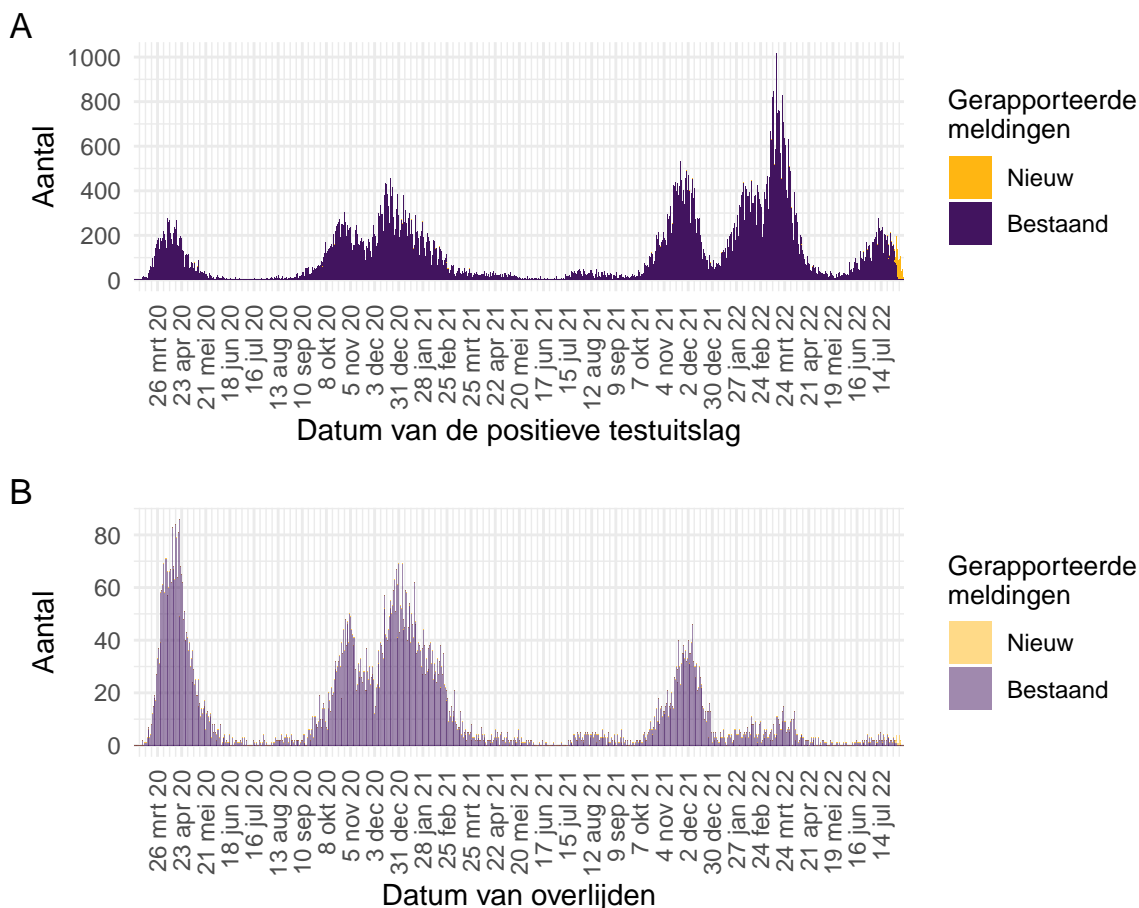 A
1000
800
600
400
200
0
Aantal
26 mrt 20
23 apr 20
21 mei 20
18 jun 20
16 jul 20
13 aug 20
10 sep 20
8 okt 20
5 nov 20
3 dec 20
31 dec 20
28 jan 21
25 feb 21
25 mrt 21
22 apr 21
20 mei 21
17 jun 21
15 jul 21
12 aug 21
9 sep 21
7 okt 21
4 nov 21
2 dec 21
30 dec 21
27 jan 22
24 feb 22
24 mrt 22
21 apr 22
19 mei 22
16 jun 22
14 jul 22
Datum van de positieve testuitslag
Gerapporteerde
meldingen
Nieuw
Bestaand
B
80
60
40
20
0
Aantal
26 mrt 20
23 apr 20
21 mei 20
18 jun 20
16 jul 20
13 aug 20
10 sep 20
8 okt 20
5 nov 20
3 dec 20
31 dec 20
28 jan 21
25 feb 21
25 mrt 21
22 apr 21
20 mei 21
17 jun 21
15 jul 21
12 aug 21
9 sep 21
7 okt 21
4 nov 21
2 dec 21
30 dec 21
27 jan 22
24 feb 22
24 mrt 22
21 apr 22
19 mei 22
16 jun 22
14 jul 22
Datum van overlijden
Gerapporteerde
meldingen
Nieuw
Bestaand